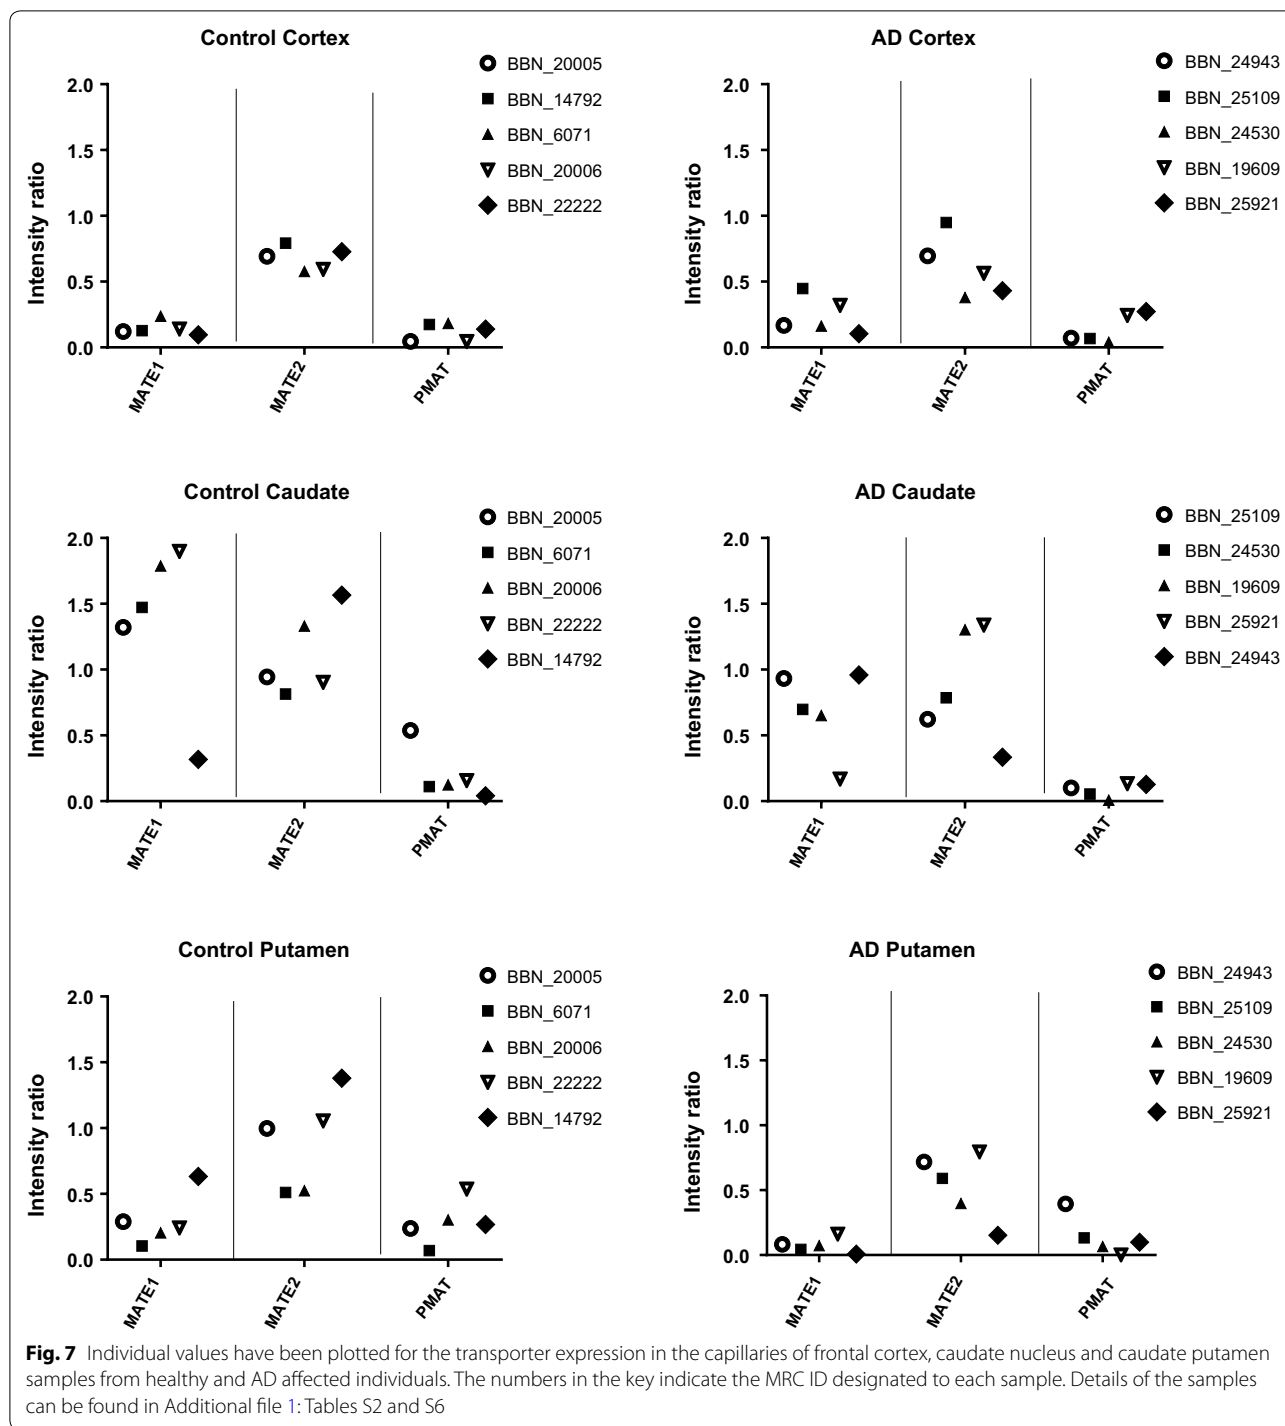 Control Cortex
Intensity ratio
2.0
1.5
1.0
0.5
0.0
MATE1
MATE2
PMAT
BBN_20005
BBN_14792
BBN_6071
BBN_20006
BBN_22222
AD Cortex
Intensity ratio
2.0
1.5
1.0
0.5
0.0
MATE1
MATE2
PMAT
BBN_24943
BBN_25109
BBN_24530
BBN_19609
BBN_25921
Control Caudate
Intensity ratio
2.0
1.5
1.0
0.5
0.0
MATE1
MATE2
PMAT
BBN_20005
BBN_6071
BBN_20006
BBN_22222
BBN_14792
AD Caudate
Intensity ratio
2.0
1.5
1.0
0.5
0.0
MATE1
MATE2
PMAT
BBN_25109
BBN_24530
BBN_19609
BBN_25921
BBN_24943
Control Putamen
Intensity ratio
2.0
1.5
1.0
0.5
0.0
MATE1
MATE2
PMAT
BBN_20005
BBN_6071
BBN_20006
BBN_22222
BBN_14792
AD Putamen
Intensity ratio
2.0
1.5
1.0
0.5
0.0
MATE1
MATE2
PMAT
BBN_24943
BBN_25109
BBN_24530
BBN_19609
BBN_25921
Fig. 7 Individual values have been plotted for the transporter expression in the capillaries of frontal cortex, caudate nucleus and caudate putamen
samples from healthy and AD affected individuals. The numbers in the key indicate the MRC ID designated to each sample. Details of the samples
can be found in Additional file 1: Tables S2 and S6